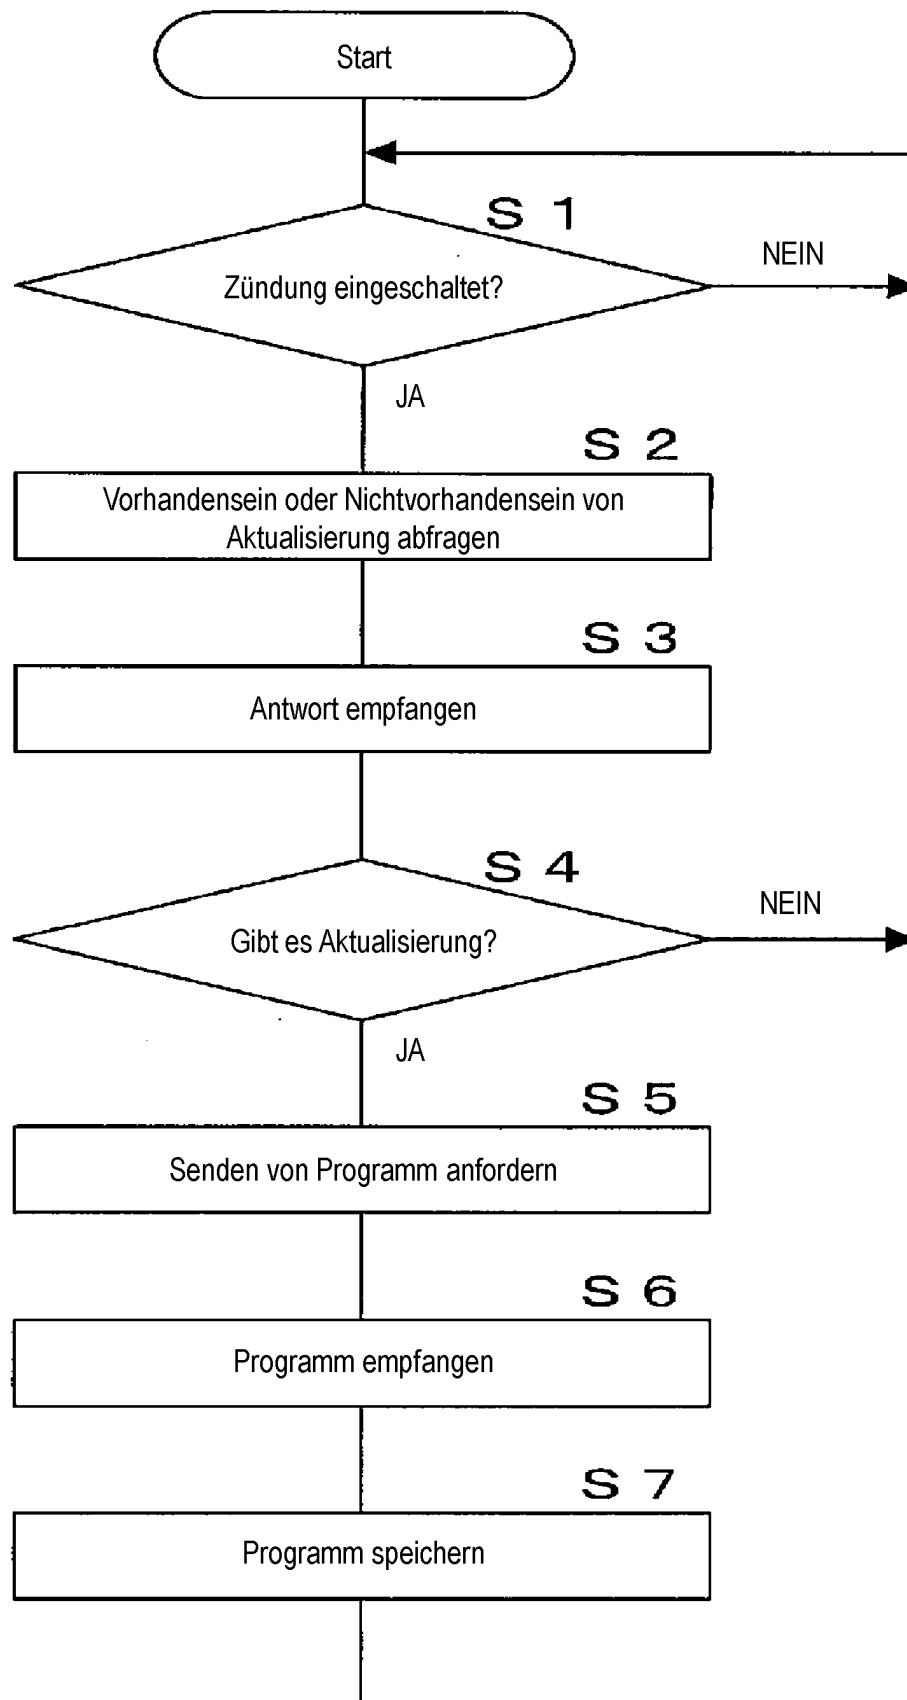 Start
S 1
Zündung eingeschaltet?
NEIN
JA
S 2
Vorhandensein oder Nichtvorhandensein von
Aktualisierung abfragen
S 3
Antwort empfangen
S 4
Gibt es Aktualisierung?
NEIN
JA
S 5
Senden von Programm anfordern
S 6
Programm empfangen
S 7
Programm speichern